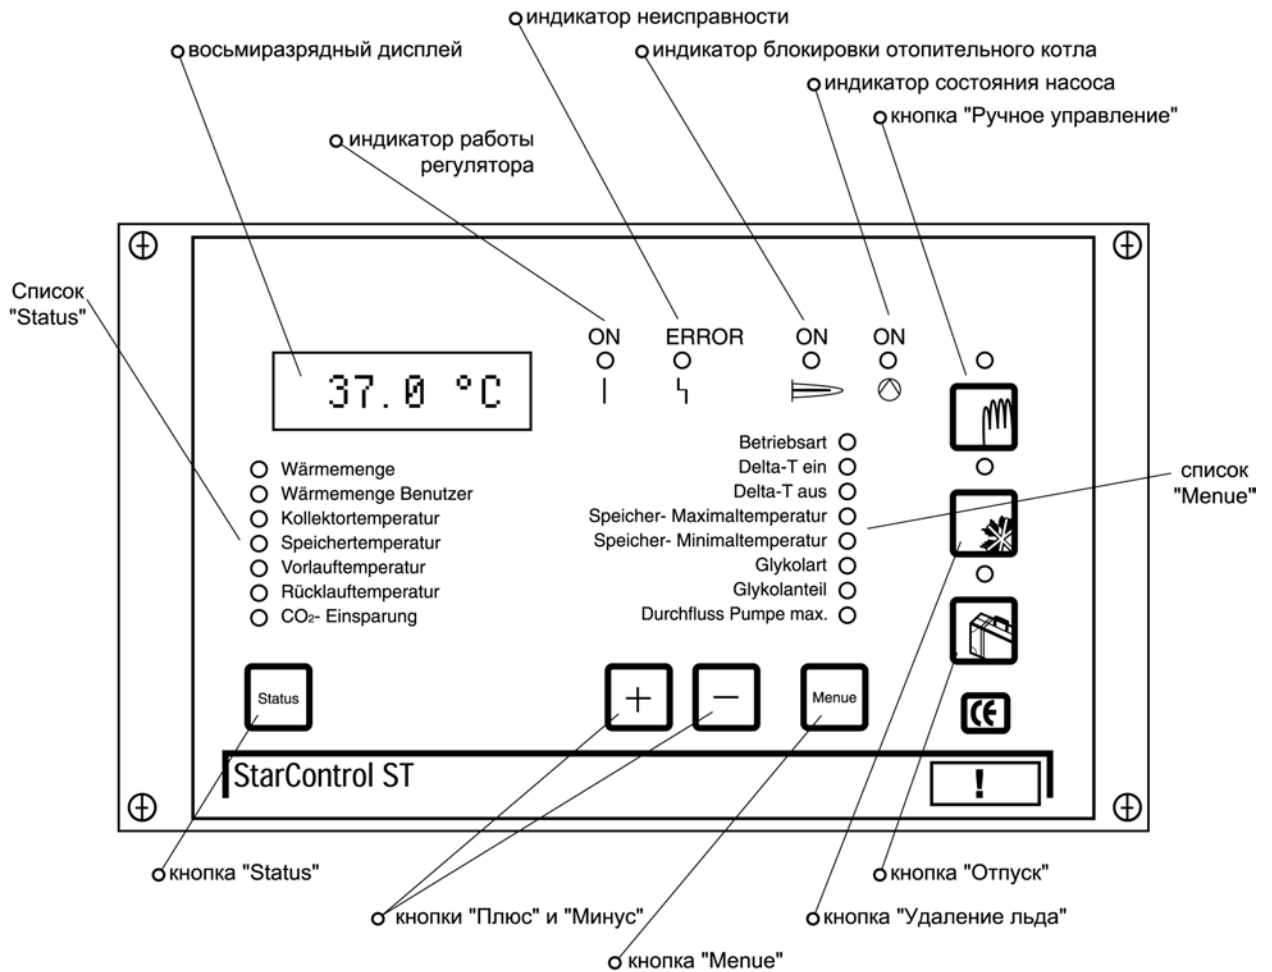 индикатор неисправности
восьмиразрядный дисплей
индикатор блокировки отопительного котла
индикатор состояния насоса
кнопка "Ручное управление"
индикатор работы
регулятора
Список
"Status"
ON
ERROR
ON
ON
37.0 °C
Betriebsart
Delta-T ein
Delta-T aus
Speicher- Maximaltemperatur
Speicher- Minimaltemperatur
Glykolart
Glykolanteil
Durchfluss Pumpe max.
Wärmemenge
Wärmemenge Benutzer
Kollektortemperatur
Speichertemperatur
Vorlauftemperatur
Rücklauftemperatur
CO₂- Einsparung
список
"Menue"
Status
+
−
Menue
CE
StarControl ST
!
кнопка "Status"
кнопка "Отпуск"
кнопки "Плюс" и "Минус"
кнопка "Удаление льда"
кнопка "Menue"